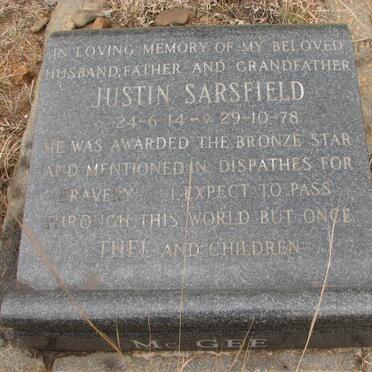 IN LOVING MEMORY OF MY BELOVED
HUSBAND, FATHER AND GRANDFATHER
JUSTIN SARSFIELD
24-6-14 - 29-10-78
HE WAS AWARDED THE BRONZE STAR
AND MENTIONED IN DISPATHES FOR
BRAVERY I EXPECT TO PASS
THROUGH THIS WORLD BUT ONCE
THEL AND CHILDREN
Mc GEE